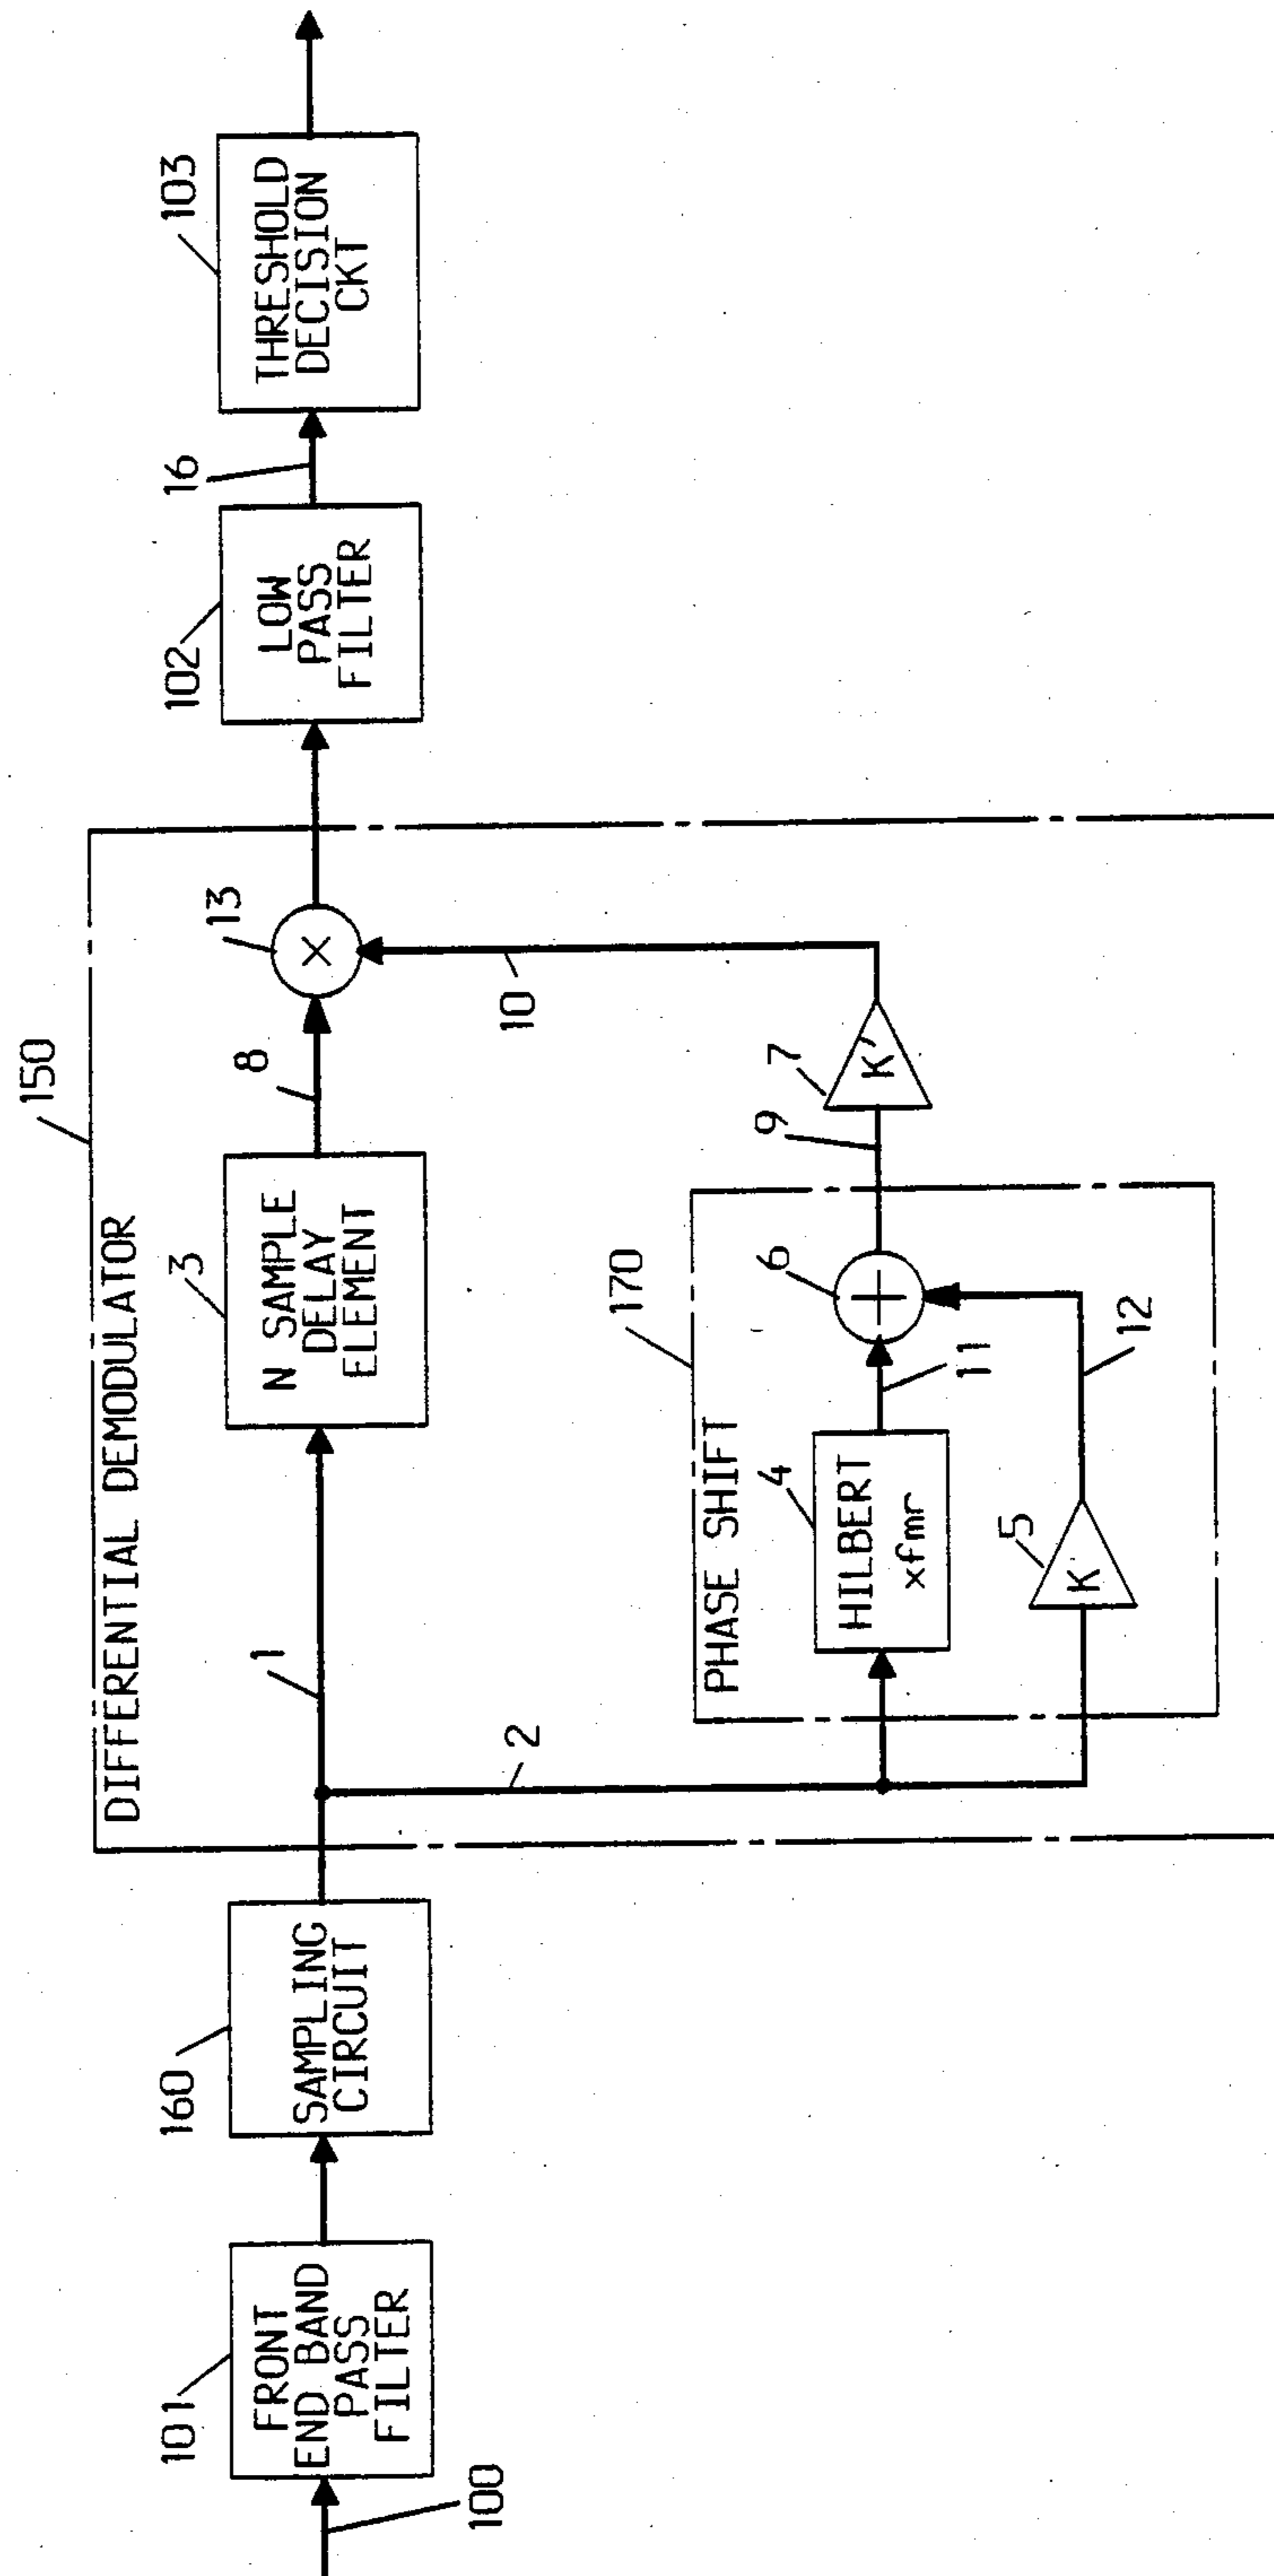 100
101
FRONT
END BAND
PASS
FILTER
160
SAMPLING
CIRCUIT
150
DIFFERENTIAL DEMODULATOR
1
2
3
N SAMPLE
DELAY
ELEMENT
8
13
×
10
170
PHASE SHIFT
4
HILBERT
xfmr
11
6
+
5
K
12
9
7
K'
102
LOW
PASS
FILTER
16
103
THRESHOLD
DECISION
CKT